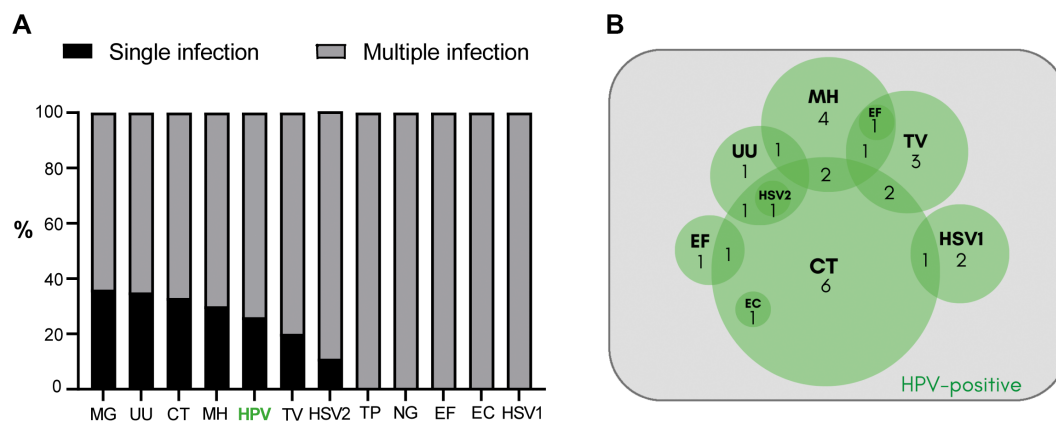 A
Single infection
Multiple infection
100
80
60
40
20
0
%
MG UU CT MH HPV TV HSV2 TP NG EF EC HSV1
B
MH
4
EF
1
TV
3
1
UU
1
1
2
2
HSV2
1
1
EF
1
1
CT
6
HSV1
2
1
EC
1
HPV-positive